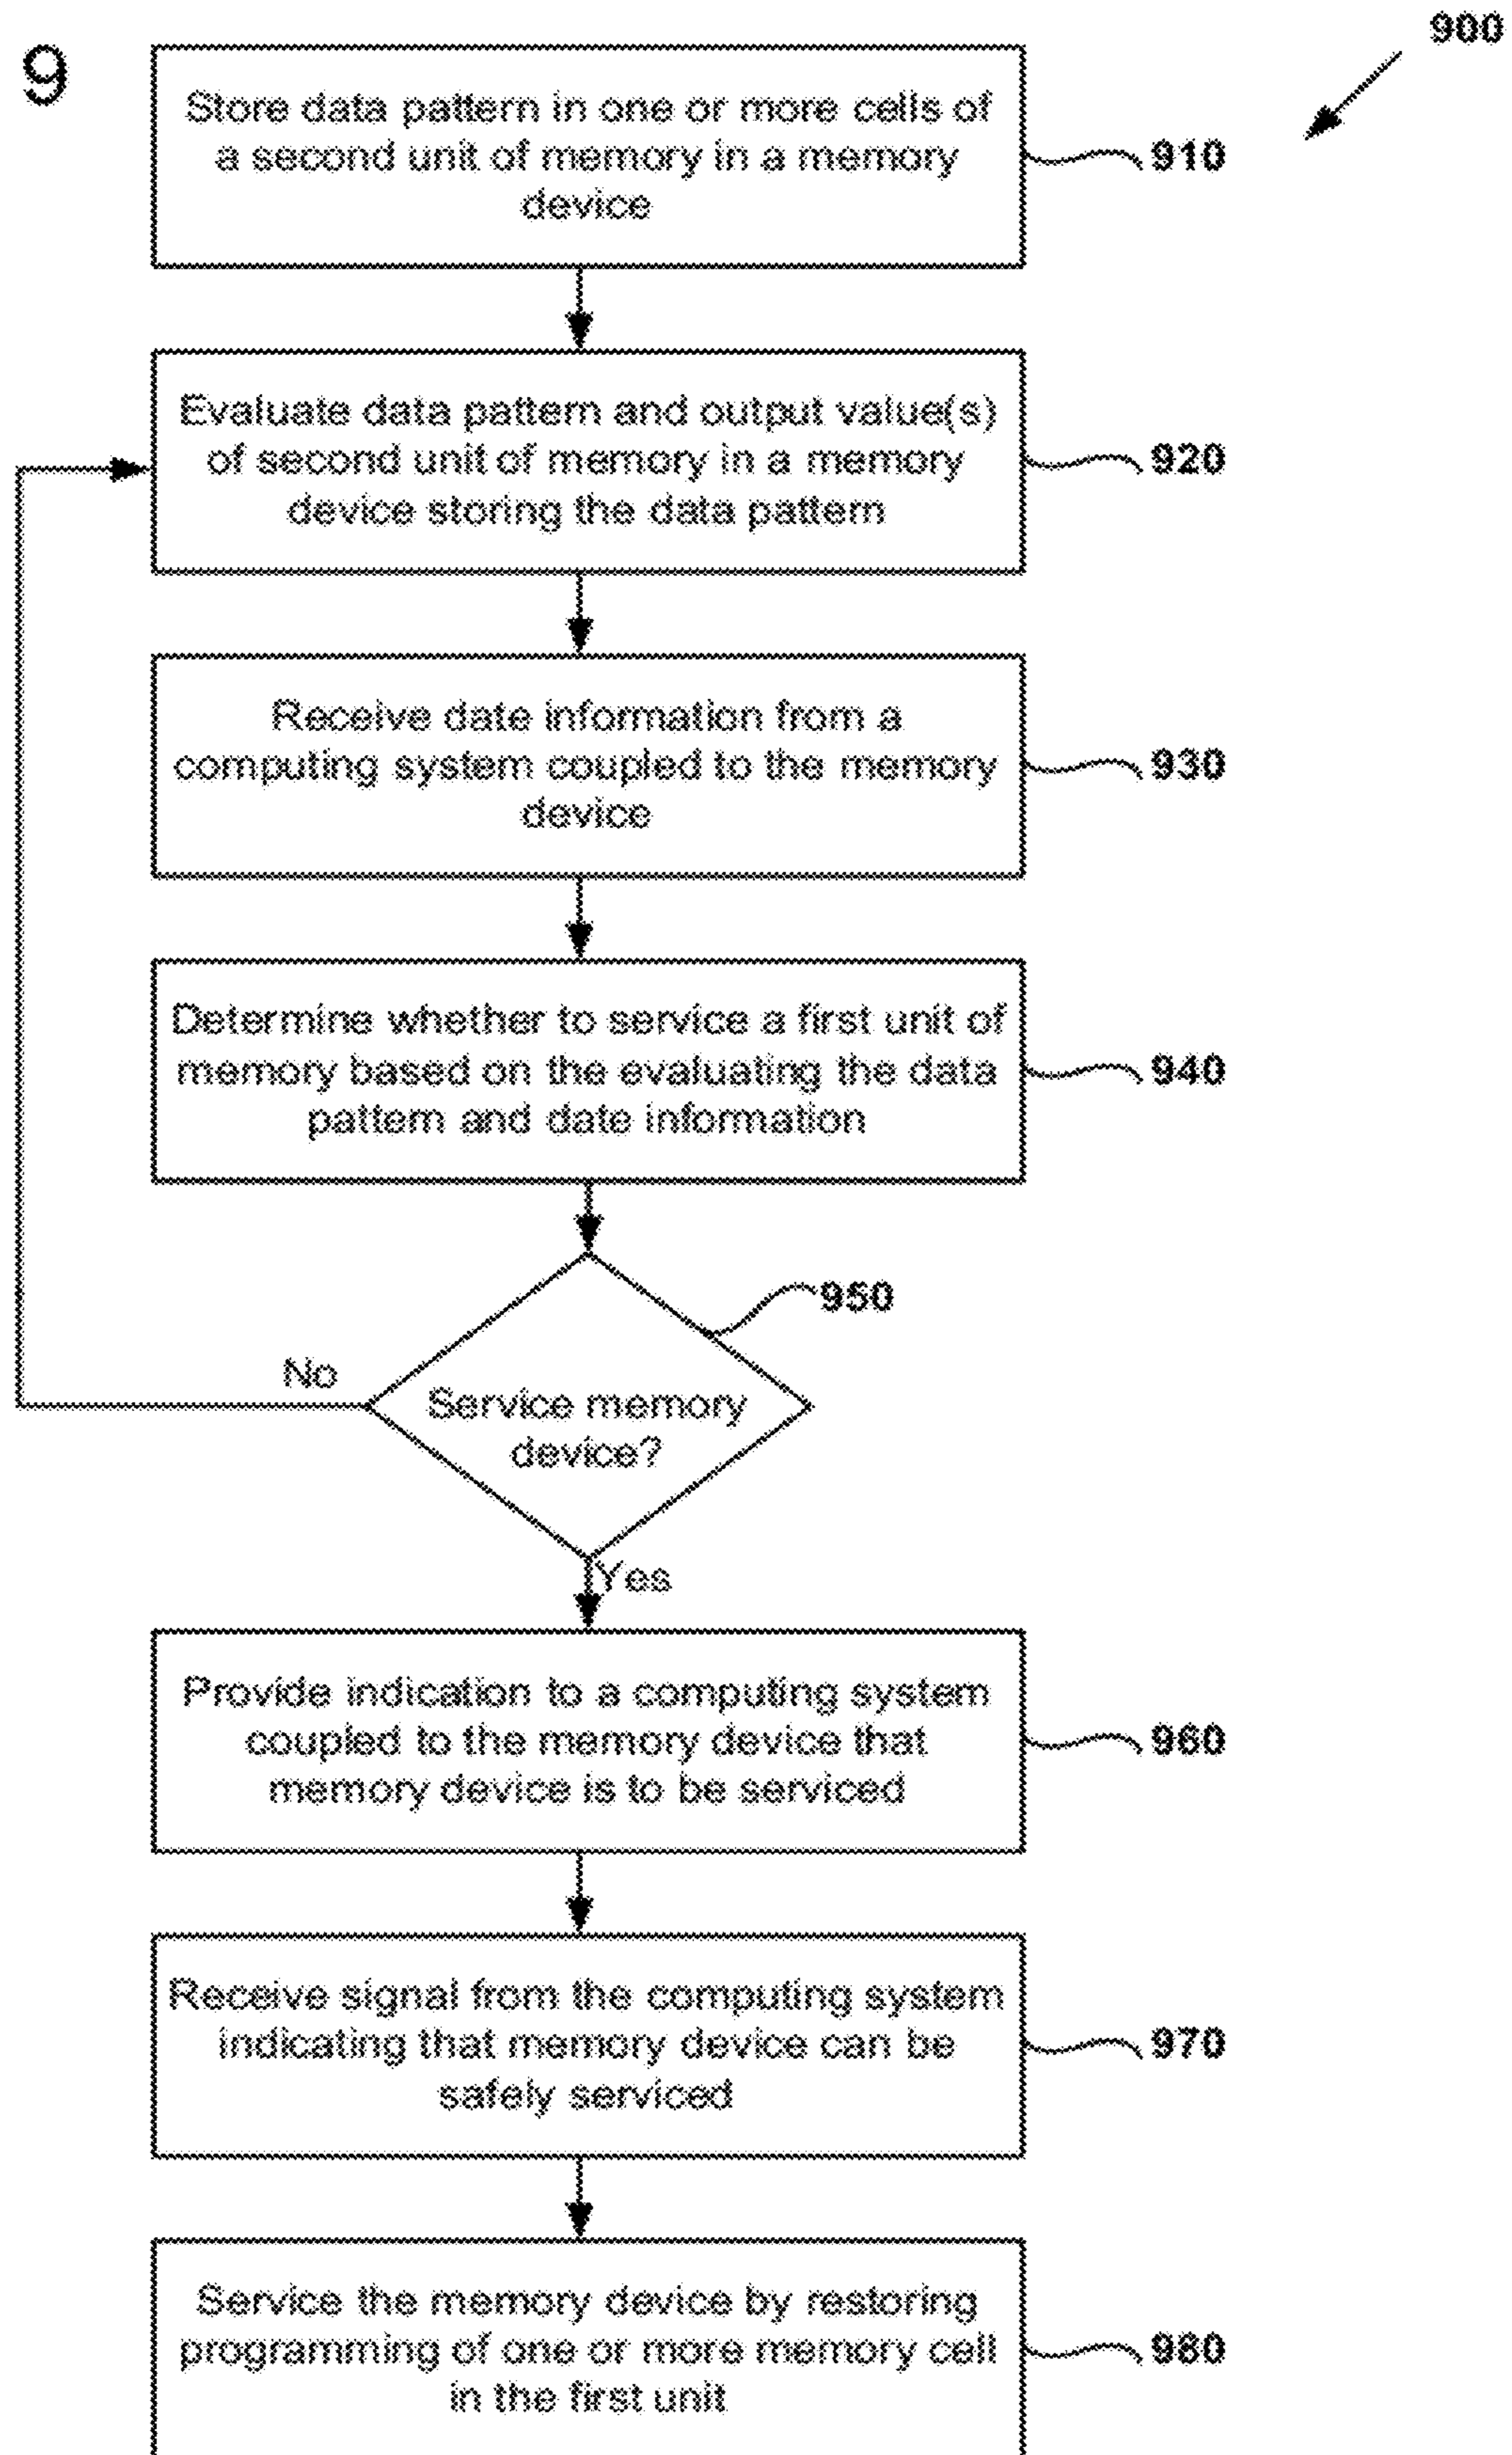 900
9
Store data pattern in one or more cells of
a second unit of memory in a memory
device
910
Evaluate data pattern and output value(s)
of second unit of memory in a memory
device storing the data pattern
920
Receive date information from a
computing system coupled to the memory
device
930
Determine whether to service a first unit of
memory based on the evaluating the data
pattern and date information
940
950
No
Service memory
device?
Yes
Provide indication to a computing system
coupled to the memory device that
memory device is to be serviced
960
Receive signal from the computing system
indicating that memory device can be
safely serviced
970
Service the memory device by restoring
programming of one or more memory cell
in the first unit
980